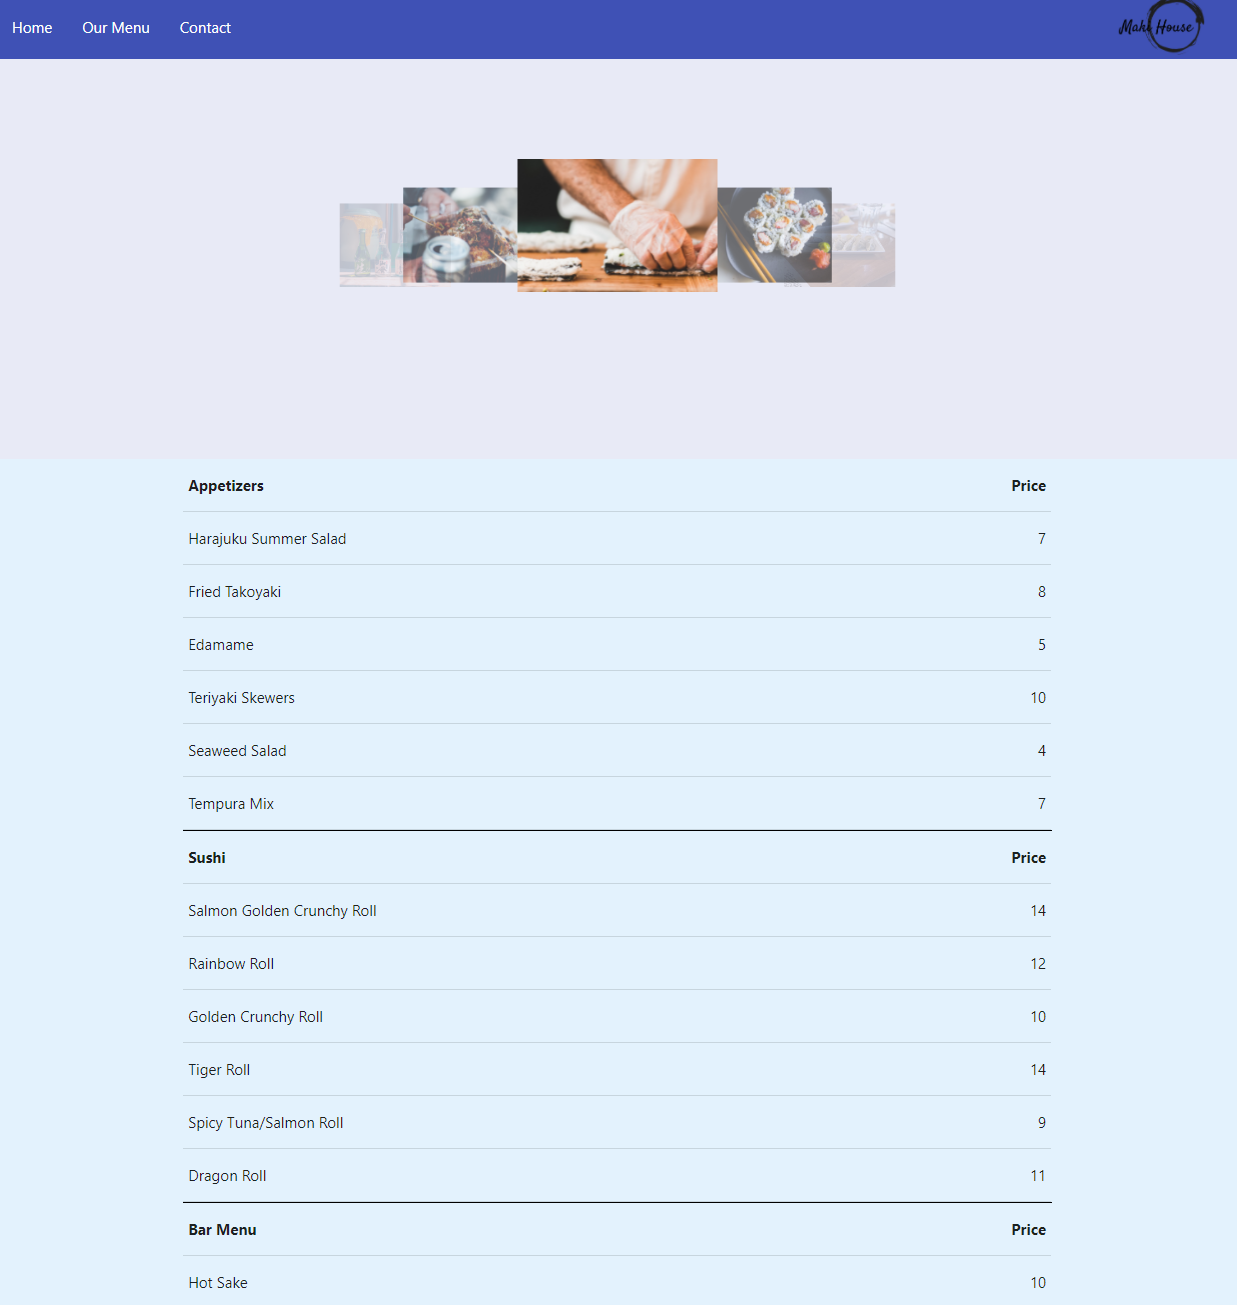 Home Our Menu Contact
Maki House
Appetizers Price
Harajuku Summer Salad 7
Fried Takoyaki 8
Edamame 5
Teriyaki Skewers 10
Seaweed Salad 4
Tempura Mix 7
Sushi Price
Salmon Golden Crunchy Roll 14
Rainbow Roll 12
Golden Crunchy Roll 10
Tiger Roll 14
Spicy Tuna/Salmon Roll 9
Dragon Roll 11
Bar Menu Price
Hot Sake 10